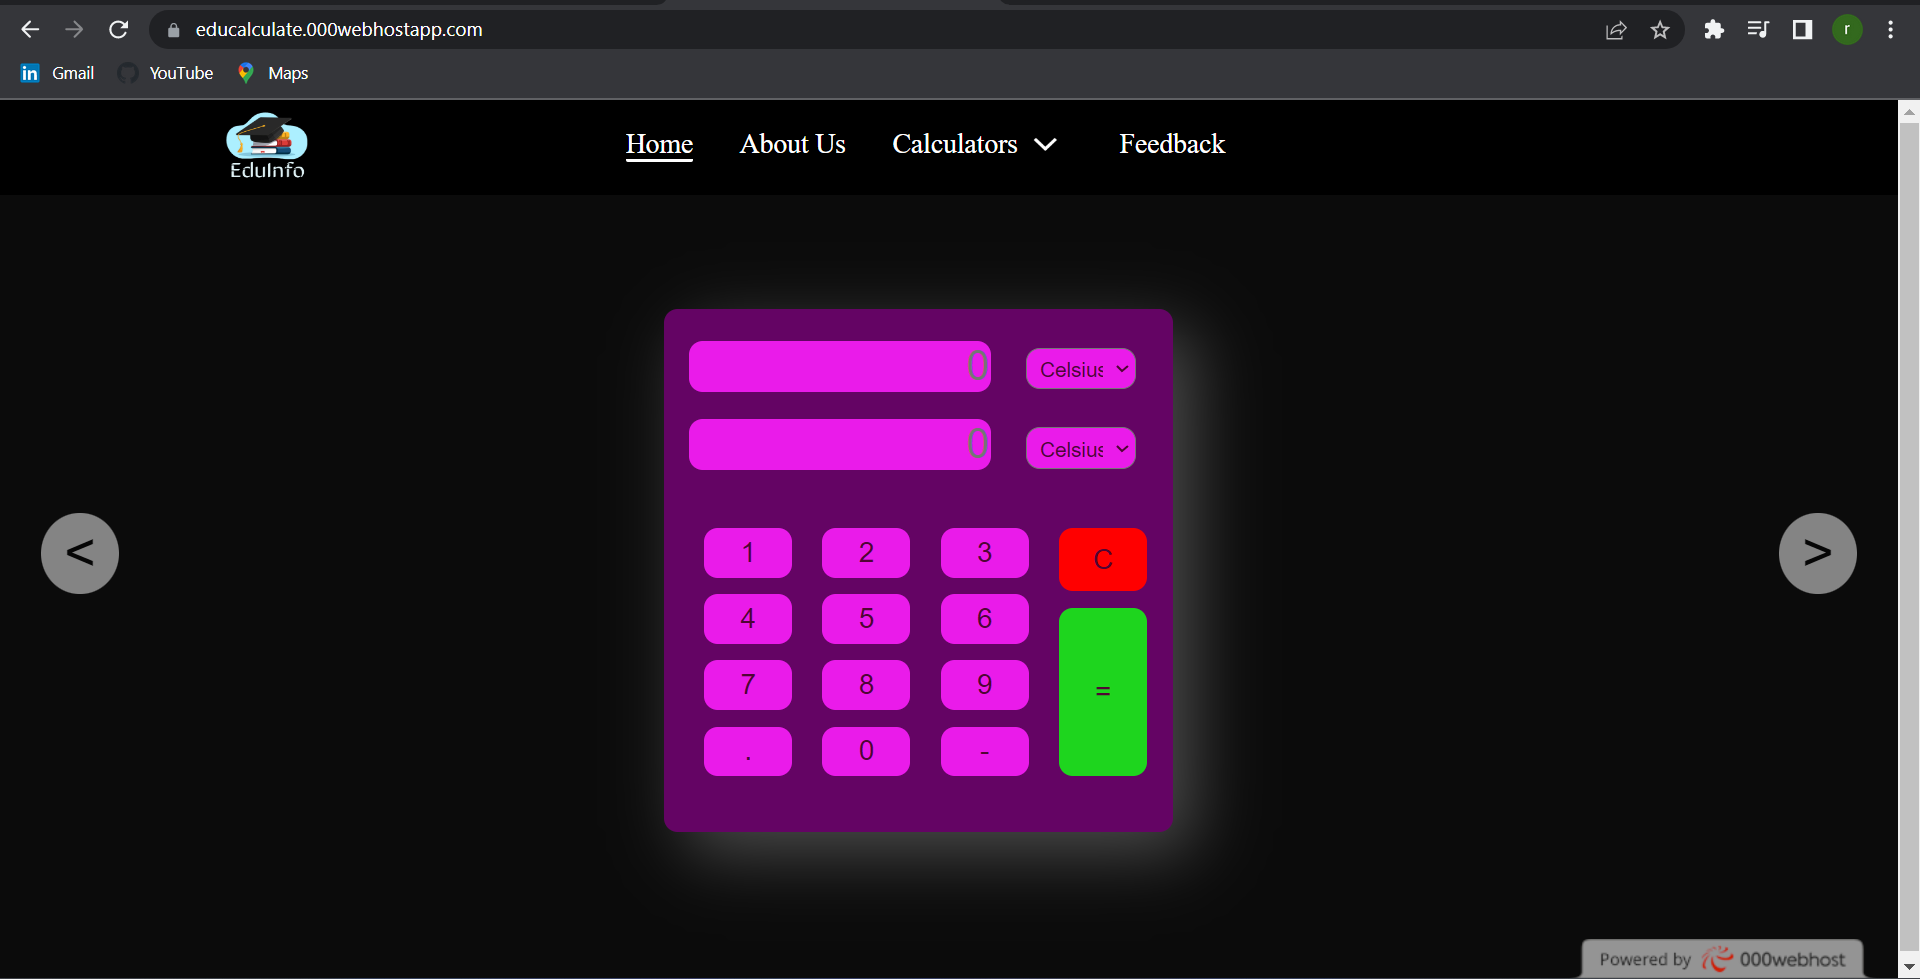 educalculate.000webhostapp.com
r
in Gmail YouTube Maps
EduInfo
Home About Us Calculators Feedback
0 Celsius
0 Celsius
< >
1 2 3 C
4 5 6
7 8 9 =
. 0 -
Powered by 000webhost